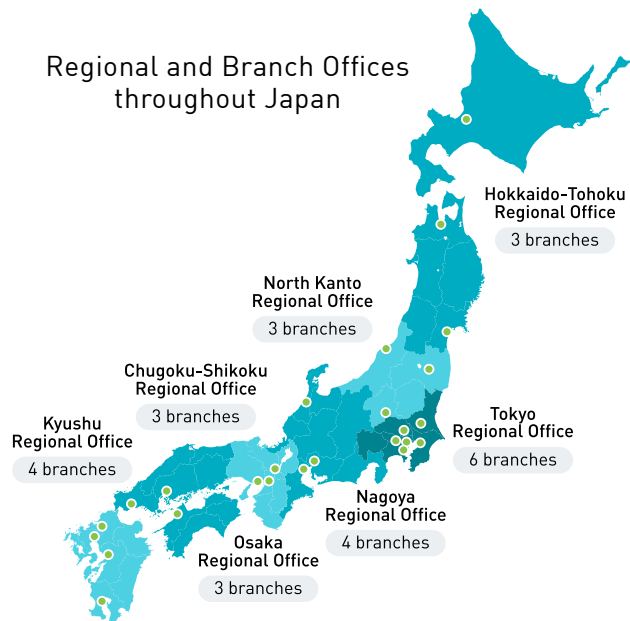 Regional and Branch Offices
throughout Japan
Hokkaido-Tohoku
Regional Office
3 branches
North Kanto
Regional Office
3 branches
Chugoku-Shikoku
Regional Office
3 branches
Kyushu
Regional Office
4 branches
Tokyo
Regional Office
6 branches
Nagoya
Regional Office
4 branches
Osaka
Regional Office
3 branches